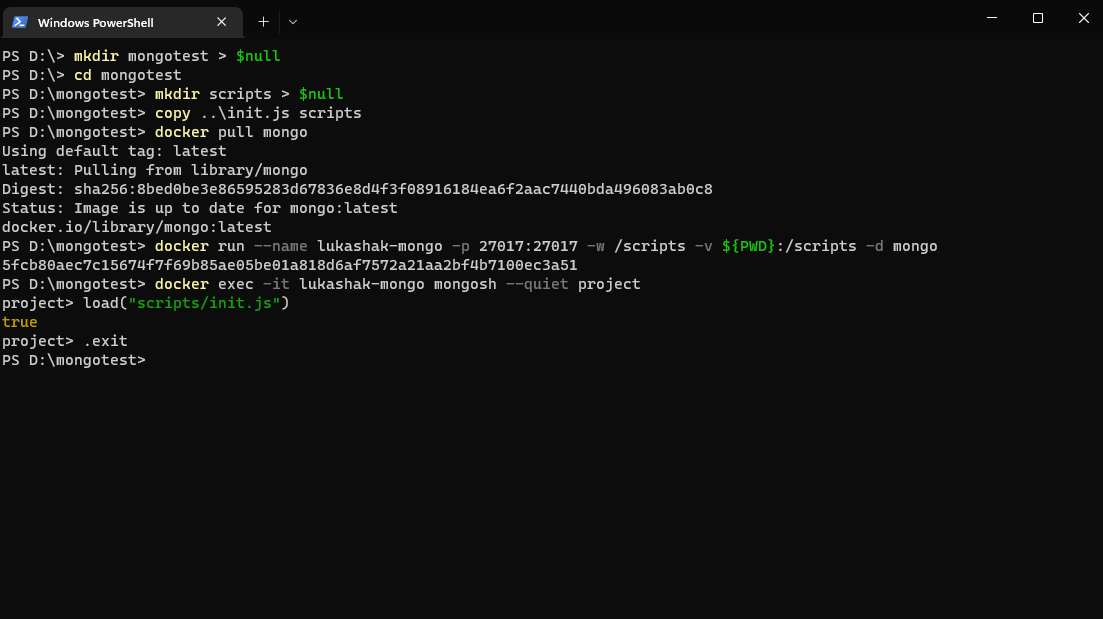 Windows PowerShell
PS D:\> mkdir mongotest > $null
PS D:\> cd mongotest
PS D:\mongotest> mkdir scripts > $null
PS D:\mongotest> copy ..\init.js scripts
PS D:\mongotest> docker pull mongo
Using default tag: latest
latest: Pulling from library/mongo
Digest: sha256:8bed0be3e86595283d67836e8d4f3f08916184ea6f2aac7440bda496083ab0c8
Status: Image is up to date for mongo:latest
docker.io/library/mongo:latest
PS D:\mongotest> docker run --name lukashak-mongo -p 27017:27017 -w /scripts -v ${PWD}:/scripts -d mongo
5fcb80aec7c15674f7f69b85ae05be01a818d6af7572a21aa2bf4b7100ec3a51
PS D:\mongotest> docker exec -it lukashak-mongo mongosh --quiet project
project> load("scripts/init.js")
true
project> .exit
PS D:\mongotest>